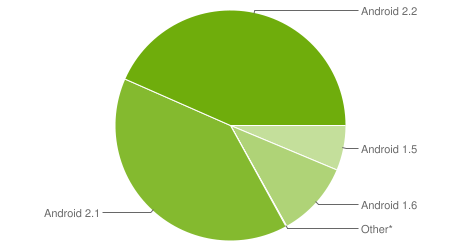 Android 2.2
Android 1.5
Android 1.6
Android 2.1
Other*